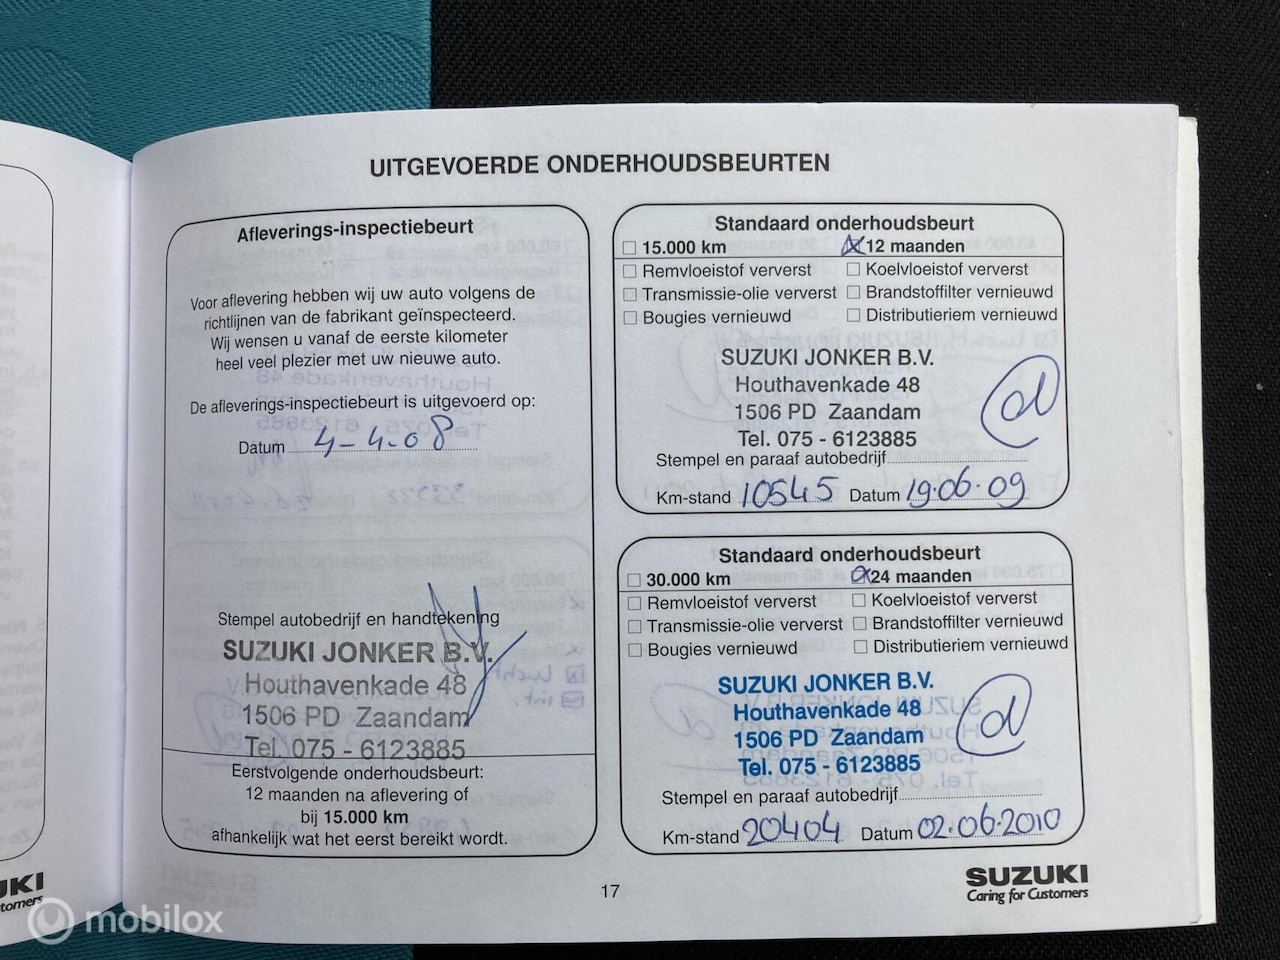 UITGEVOERDE ONDERHOUDSBEURTEN
Afleverings-inspectiebeurt
Voor aflevering hebben wij uw auto volgens de
richtlijnen van de fabrikant geïnspecteerd.
Wij wensen u vanaf de eerste kilometer
heel veel plezier met uw nieuwe auto.
De afleverings-inspectiebeurt is uitgevoerd op:
Datum 4-4-08
Stempel autobedrijf en handtekening
SUZUKI JONKER B.V.
Houthavenkade 48
1506 PD Zaandam
Tel. 075 - 6123885
Eerstvolgende onderhoudsbeurt:
12 maanden na aflevering of
bij 15.000 km
afhankelijk wat het eerst bereikt wordt.
Standaard onderhoudsbeurt
15.000 km 12 maanden
Remvloeistof ververst Koelvloeistof ververst
Transmissie-olie ververst Brandstoffilter vernieuwd
Bougies vernieuwd Distributieriem vernieuwd
SUZUKI JONKER B.V.
Houthavenkade 48
1506 PD Zaandam
Tel. 075 - 6123885
Stempel en paraaf autobedrijf
Km-stand 10545 Datum 19.06.09
Standaard onderhoudsbeurt
30.000 km 24 maanden
Remvloeistof ververst Koelvloeistof ververst
Transmissie-olie ververst Brandstoffilter vernieuwd
Bougies vernieuwd Distributieriem vernieuwd
SUZUKI JONKER B.V.
Houthavenkade 48
1506 PD Zaandam
Tel. 075 - 6123885
Stempel en paraaf autobedrijf
Km-stand 20404 Datum 02.06.2010
17
SUZUKI
Caring for Customers
mobilox